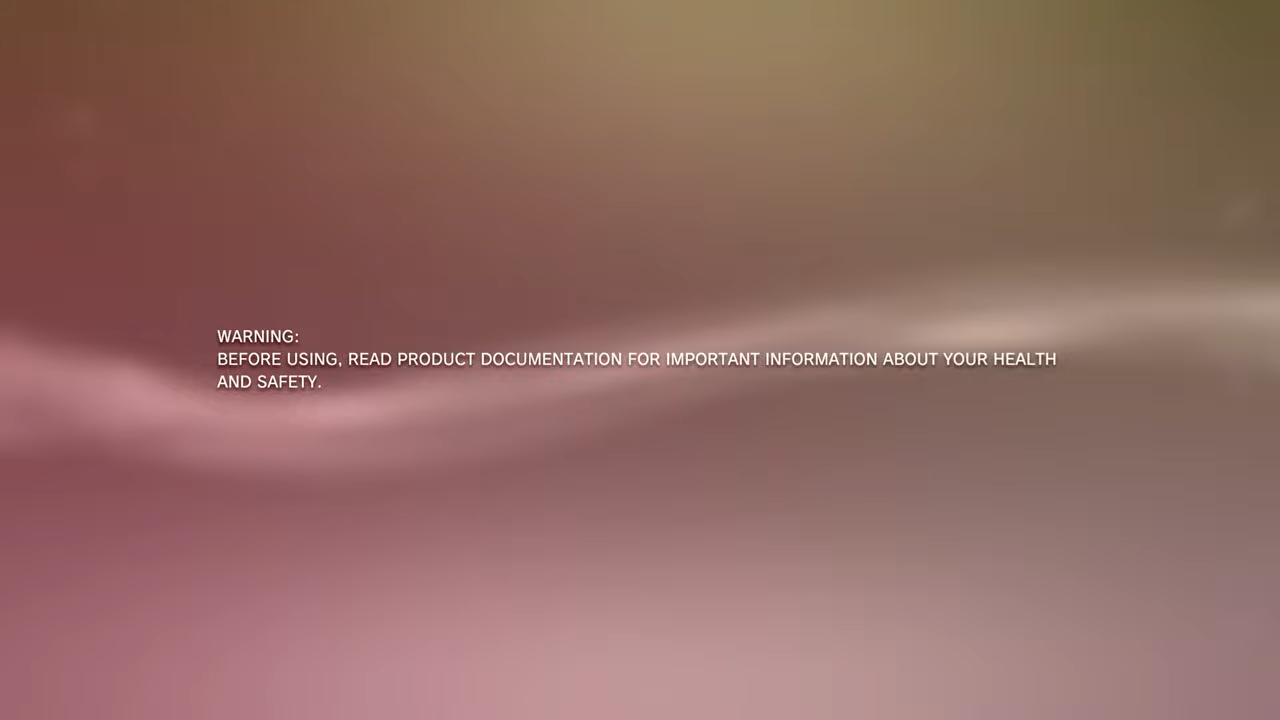 WARNING:
BEFORE USING, READ PRODUCT DOCUMENTATION FOR IMPORTANT INFORMATION ABOUT YOUR HEALTH
AND SAFETY.